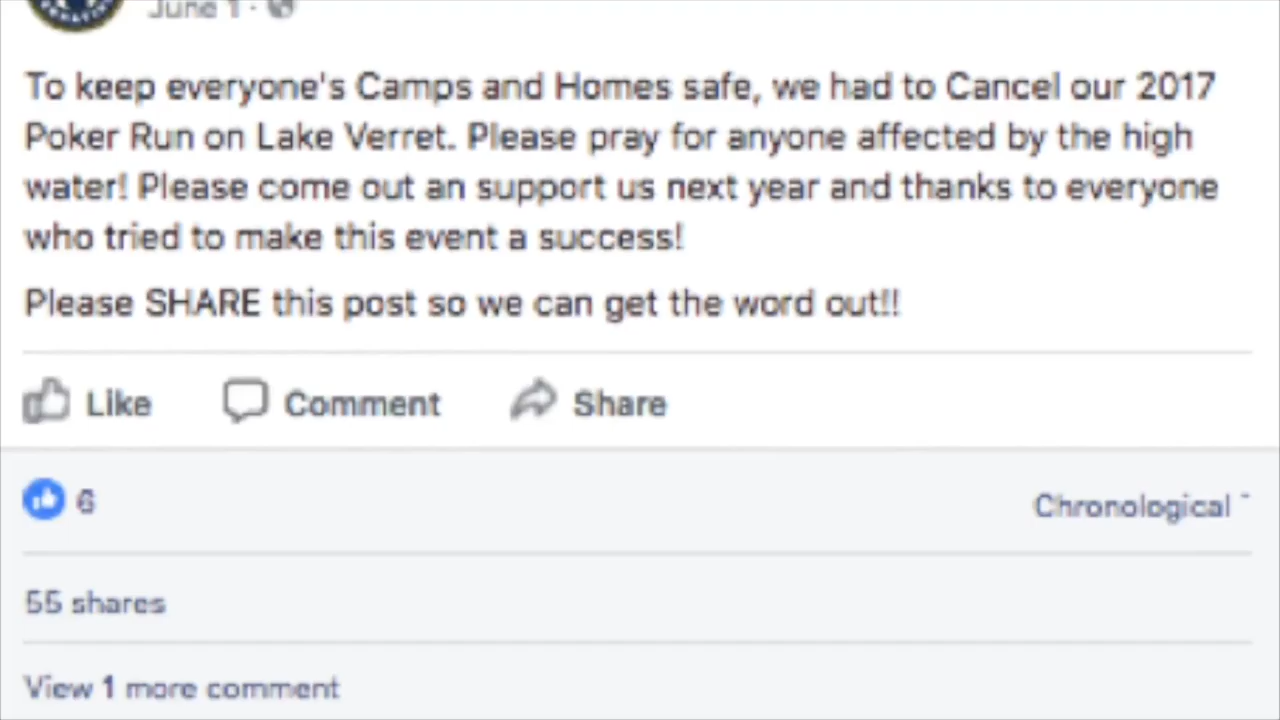 June 1 ·
To keep everyone's Camps and Homes safe, we had to Cancel our 2017
Poker Run on Lake Verret. Please pray for anyone affected by the high
water! Please come out an support us next year and thanks to everyone
who tried to make this event a success!
Please SHARE this post so we can get the word out!!
Like Comment Share
6 Chronological
55 shares
View 1 more comment